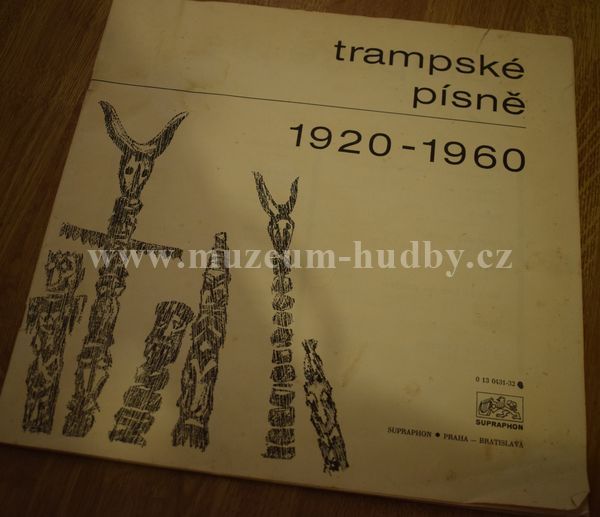 trampské
písně
1920-1960
www.muzeum-hudby.cz
0 13 0431-32
SUPRAPHON
SUPRAPHON • PRAHA – BRATISLAVA